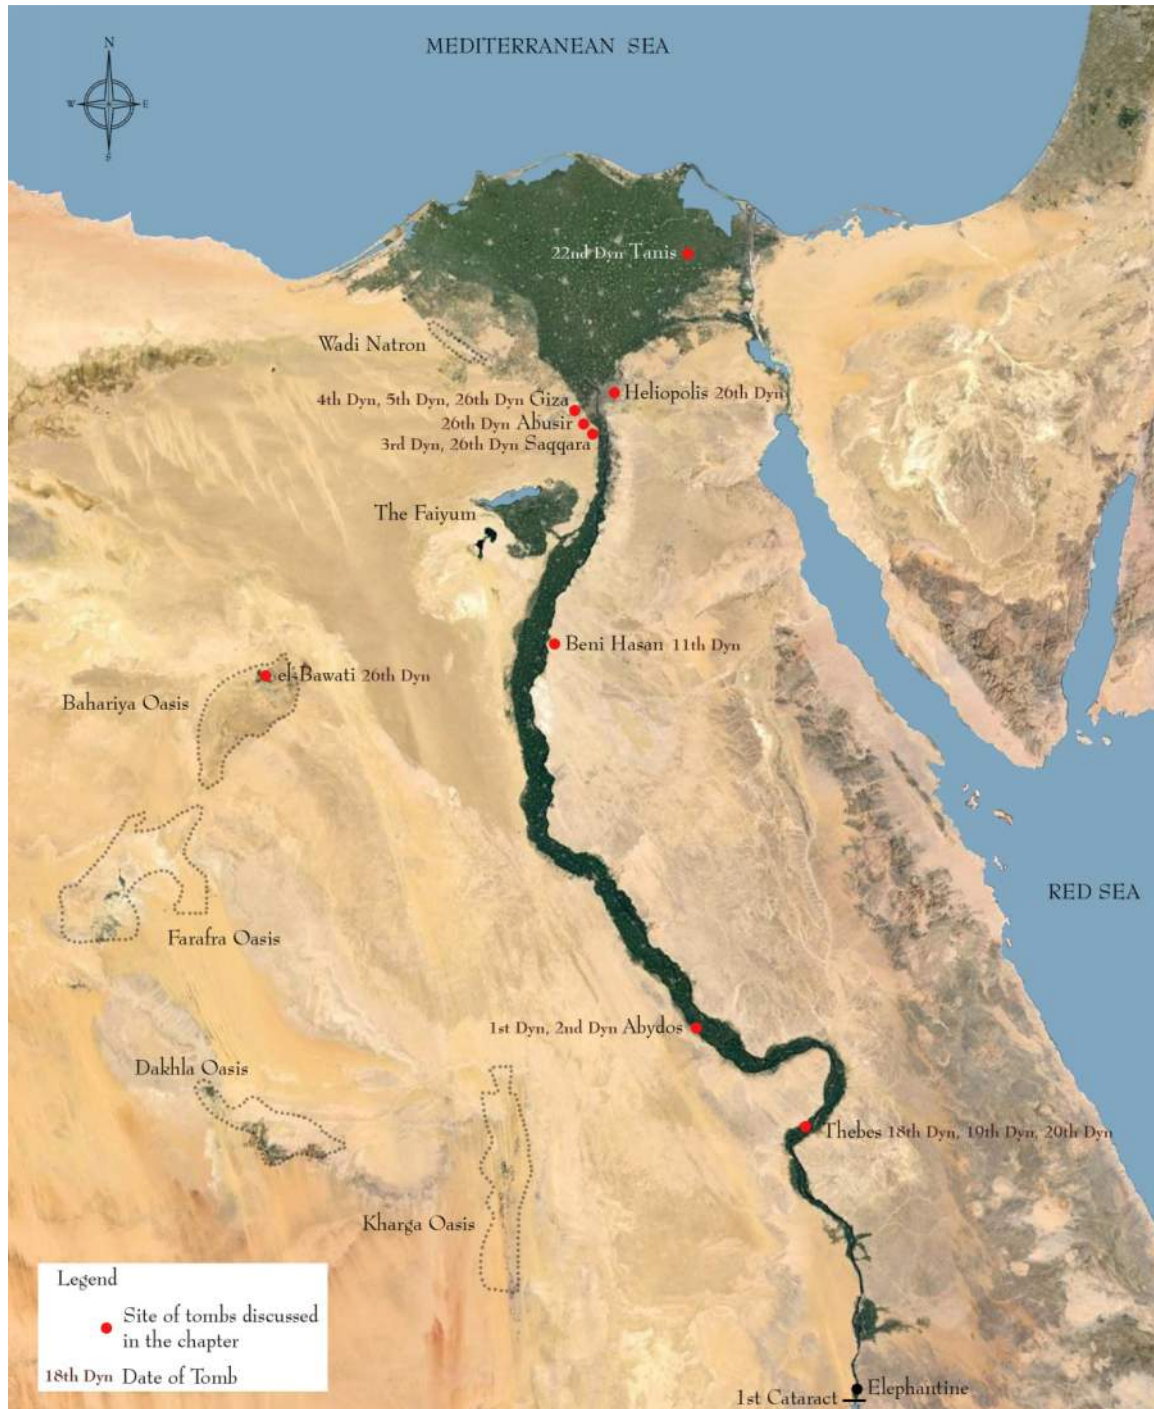 MEDITERRANEAN SEA
N
W E
S
22nd Dyn Tanis
Wadi Natron
Heliopolis 26th Dyn
4th Dyn, 5th Dyn, 26th Dyn Giza
26th Dyn Abusir
3rd Dyn, 26th Dyn Saqqara
The Faiyum
Beni Hasan 11th Dyn
el-Bawati 26th Dyn
Bahariya Oasis
RED SEA
Farafra Oasis
1st Dyn, 2nd Dyn Abydos
Dakhla Oasis
Thebes 18th Dyn, 19th Dyn, 20th Dyn
Kharga Oasis
Legend
Site of tombs discussed
in the chapter
18th Dyn Date of Tomb
Elephantine
1st Cataract